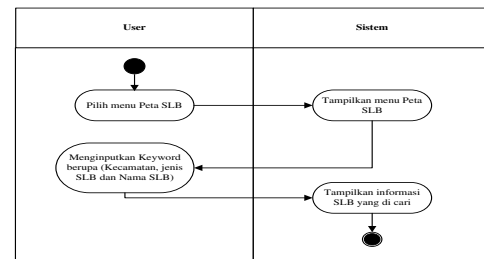 User
Sistem
Pilih menu Peta SLB
Tampilkan menu Peta
SLB
Menginputkan Keyword
berupa (Kecamatan, jenis
SLB dan Nama SLB)
Tampilkan informasi
SLB yang di cari